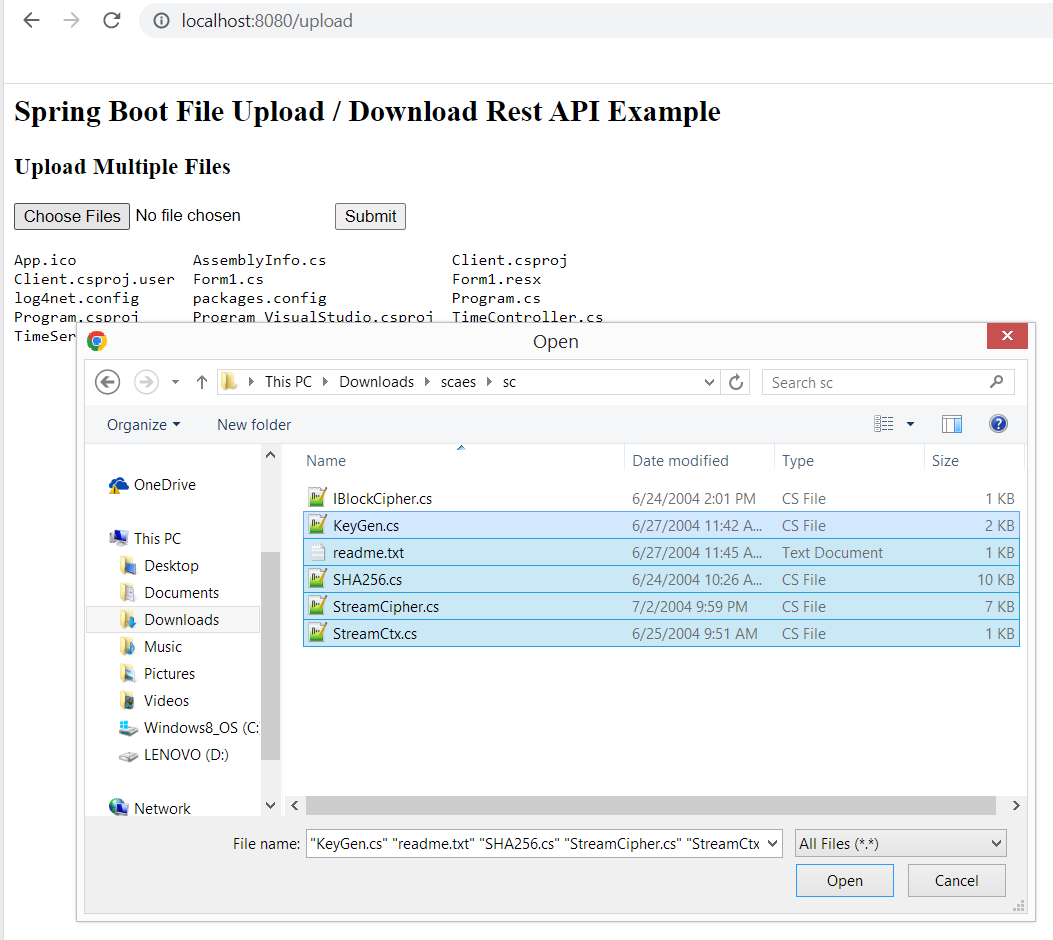 localhost:8080/upload
Spring Boot File Upload / Download Rest API Example
Upload Multiple Files
Choose Files No file chosen Submit
App.ico AssemblyInfo.cs Client.csproj
Client.csproj.user Form1.cs Form1.resx
log4net.config packages.config Program.cs
Program.csproj Program_VisualStudio.csproj TimeController.cs
TimeSer
Open
This PC Downloads scaes sc Search sc
Organize New folder
Name Date modified Type Size
OneDrive
This PC
Desktop
Documents
Downloads
Music
Pictures
Videos
Windows8_OS (C:
LENOVO (D:)
Network
IBlockCipher.cs 6/24/2004 2:01 PM CS File 1 KB
KeyGen.cs 6/27/2004 11:42 A... CS File 2 KB
readme.txt 6/27/2004 11:45 A... Text Document 1 KB
SHA256.cs 6/24/2004 10:26 A... CS File 10 KB
StreamCipher.cs 7/2/2004 9:59 PM CS File 7 KB
StreamCtx.cs 6/25/2004 9:51 AM CS File 1 KB
File name: "KeyGen.cs" "readme.txt" "SHA256.cs" "StreamCipher.cs" "StreamCtx All Files (*.*)
Open Cancel